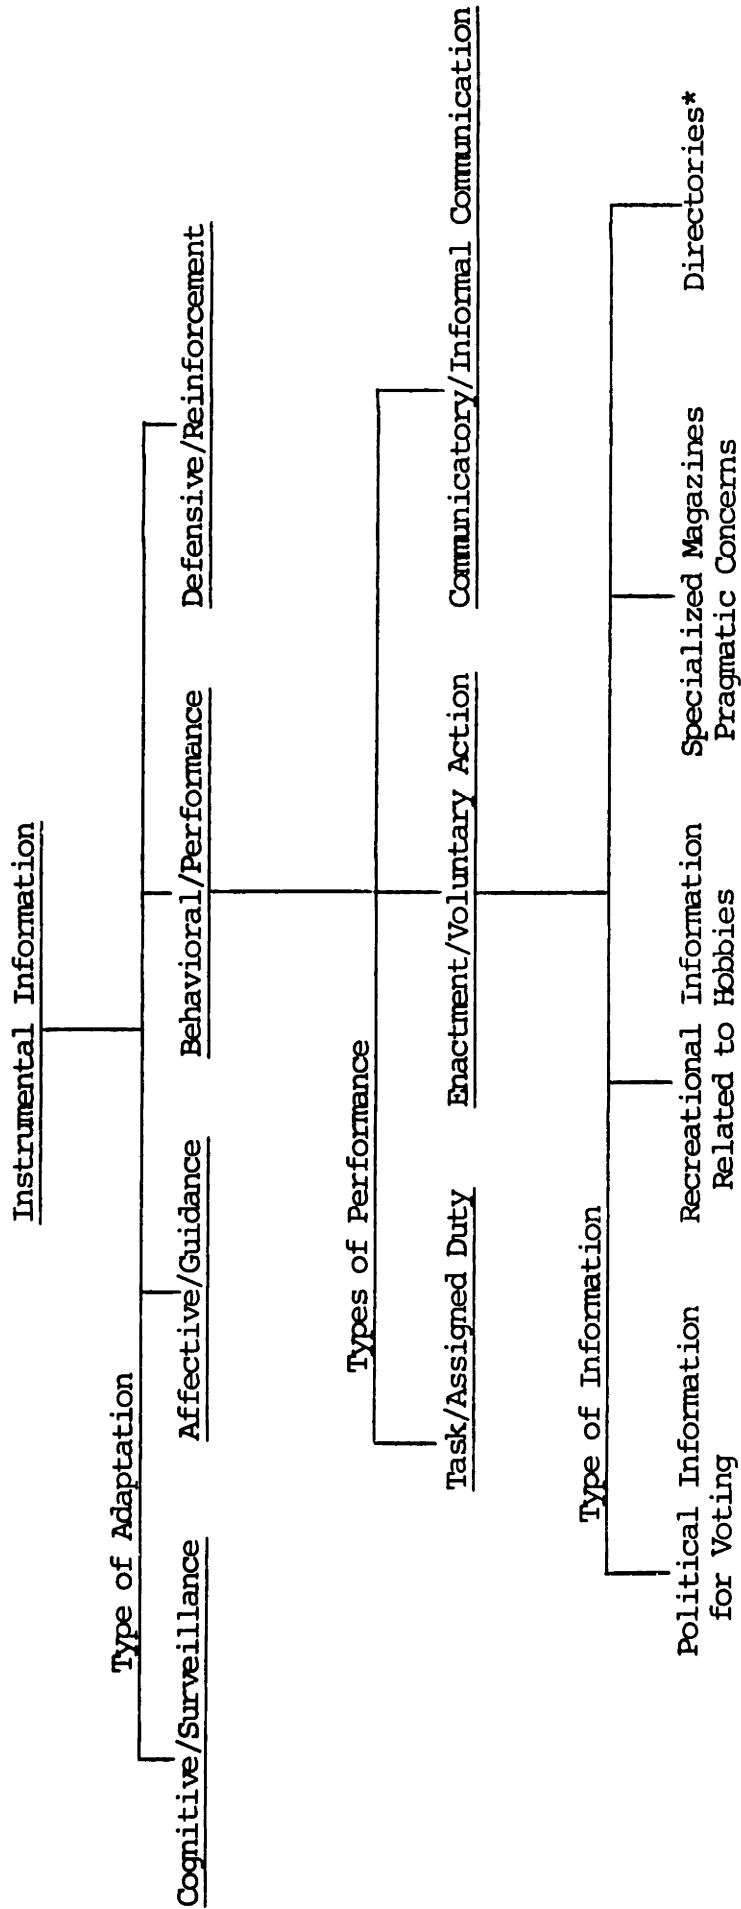 Instrumental Information
Type of Adaptation
Cognitive/Surveillance
Affective/Guidance
Behavioral/Performance
Defensive/Reinforcement
Types of Performance
Task/Assigned Duty
Enactment/Voluntary Action
Communicatory/Informal Communication
Type of Information
Political Information
for Voting
Recreational Information
Related to Hobbies
Specialized Magazines
Pragmatic Concerns
Directories*